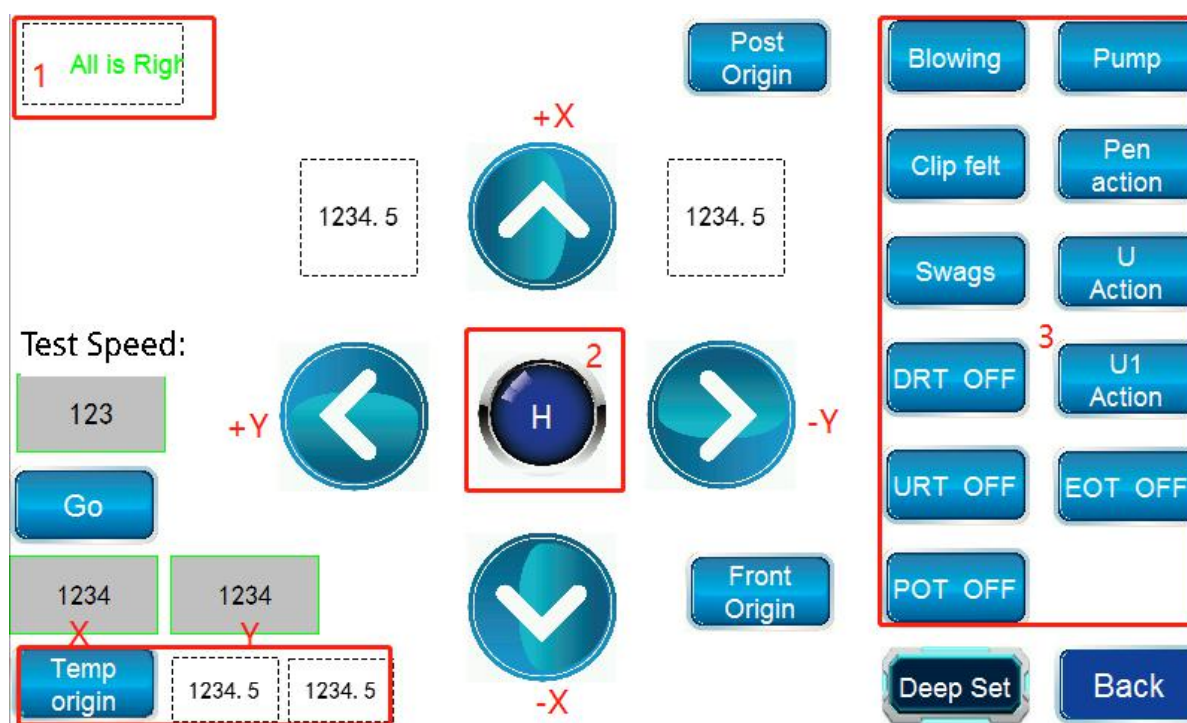 1
All is Righ
Post
Origin
Blowing
Pump
+X
Clip felt
Pen
action
1234. 5
1234. 5
Swags
U
Action
Test Speed:
2
3
DRT OFF
U1
Action
123
+Y
H
-Y
Go
URT OFF
EOT OFF
1234
1234
Front
Origin
POT OFF
X
Y
Temp
origin
1234. 5
1234. 5
-X
Deep Set
Back